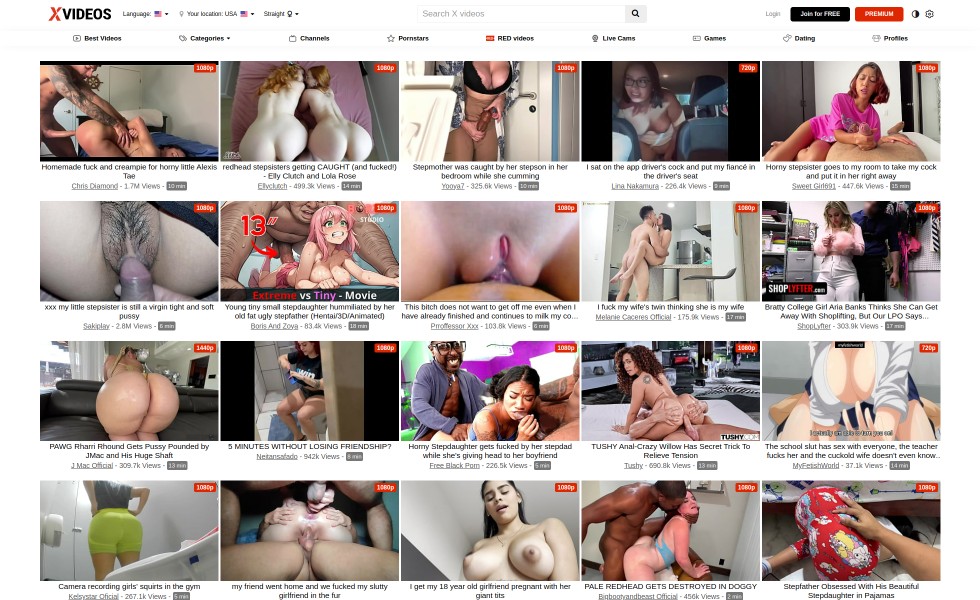 XVIDEOS
Language:
Your location: USA
Straight
Search X videos
Login
Join for FREE
PREMIUM
Best Videos
Categories
Channels
Pornstars
RED videos
Live Cams
Games
Dating
Profiles
1080p
1080p
1080p
720p
1080p
Homemade fuck and creampie for horny little Alexis
Tae
Chris Diamond - 1.7M Views - 10 min
redhead stepsisters getting CAUGHT (and fucked!)
- Elly Clutch and Lola Rose
Ellyclutch - 499.3k Views - 14 min
Stepmother was caught by her stepson in her
bedroom while she cumming
Yooya7 - 325.6k Views - 10 min
I sat on the app driver's cock and put my fiancé in
the driver's seat
Lina Nakamura - 226.4k Views - 9 min
Horny stepsister goes to my room to take my cock
and put it in her right away
Sweet Girl691 - 447.6k Views - 15 min
1080p
13"
STUDIO
1080p
Extreme vs Tiny - Movie
1080p
1080p
SHOPLYFTER.com
1080p
xxx my little stepsister is still a virgin tight and soft
pussy
Sakiplay - 2.8M Views - 6 min
Young tiny small stepdaughter hummiliated by her
old fat ugly stepfather (Hentai/3D/Animated)
Boris And Zoya - 83.4k Views - 18 min
This bitch does not want to get off me even when I
have already finished and continues to milk my co...
Prroffessor Xxx - 103.8k Views - 6 min
I fuck my wife's twin thinking she is my wife
Melanie Caceres Official - 175.9k Views - 17 min
Bratty College Girl Aria Banks Thinks She Can Get
Away With Shoplifting, But Our LPO Says...
ShopLyfter - 303.9k Views - 17 min
1440p
1080p
1080p
1080p
TUSHY.COM
720p
PAWG Rharri Rhound Gets Pussy Pounded by
JMac and His Huge Shaft
J Mac Official - 309.7k Views - 13 min
5 MINUTES WITHOUT LOSING FRIENDSHIP?
Neitansafado - 942k Views - 9 min
Horny Stepdaughter gets fucked by her stepdad
while she's giving head to her boyfriend
Free Black Porn - 226.5k Views - 5 min
TUSHY Anal-Crazy Willow Has Secret Trick To
Relieve Tension
Tushy - 690.8k Views - 13 min
The school slut has sex with everyone, the teacher
fucks her and the cuckold wife doesn't even know...
MyFetishWorld - 37.1k Views - 14 min
1080p
1080p
1080p
1080p
1080p
Camera recording girls' squirts in the gym
Kelsystar Oficial - 267.1k Views - 5 min
my friend went home and we fucked my slutty
girlfriend in the fur
I get my 18 year old girlfriend pregnant with her
giant tits
PALE REDHEAD GETS DESTROYED IN DOGGY
Bigbootyandbeast Official - 456k Views - 2 min
Stepfather Obsessed With His Beautiful
Stepdaughter in Pajamas